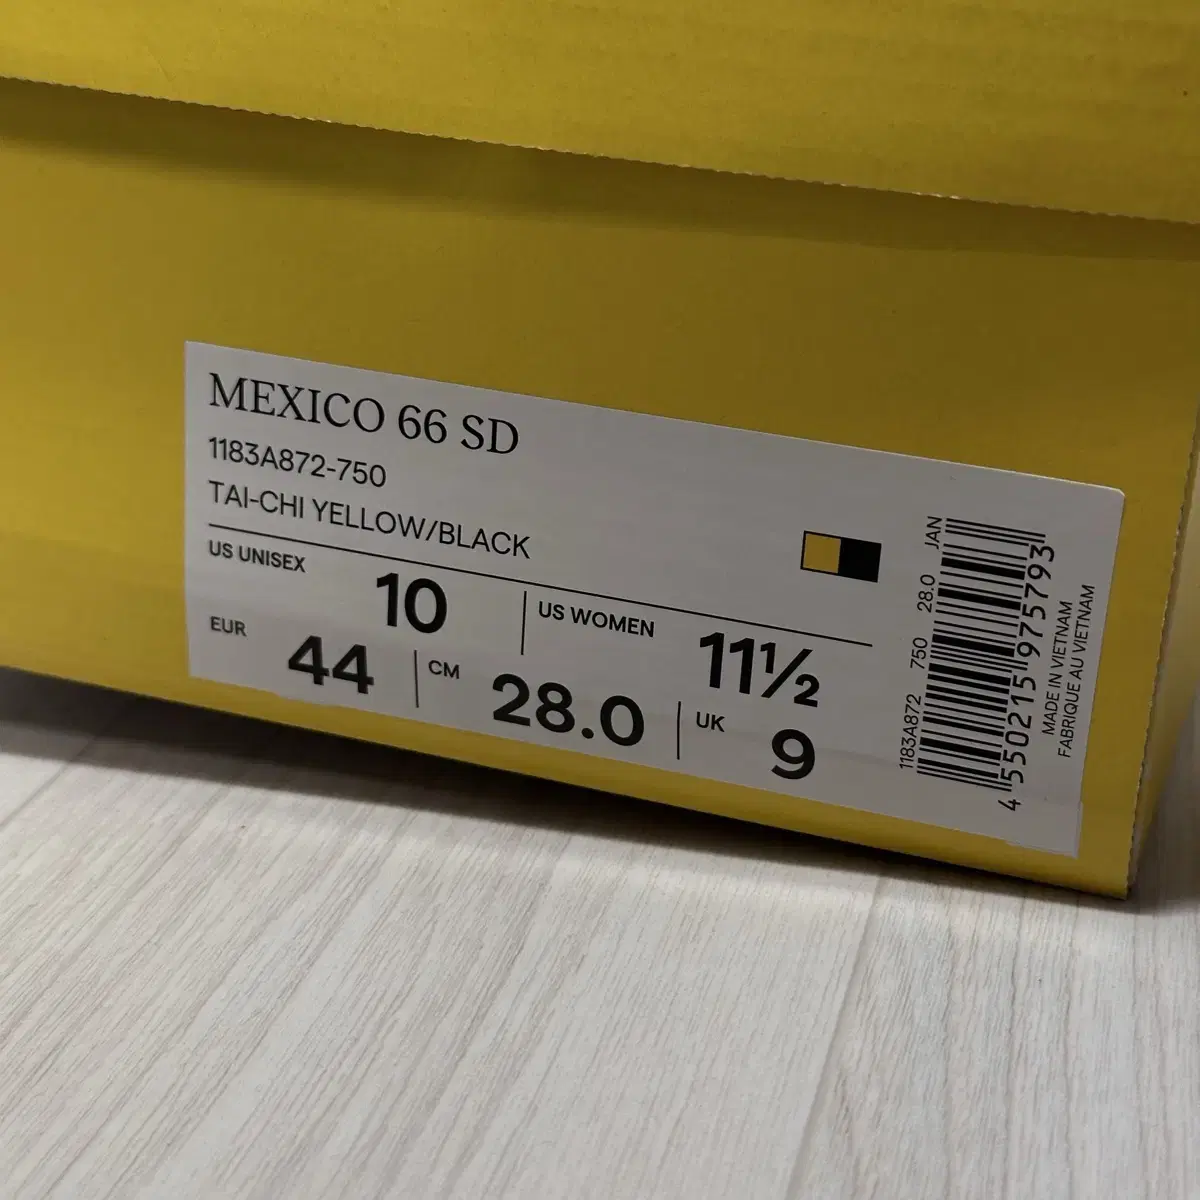 MEXICO 66 SD
1183A872-750
TAI-CHI YELLOW/BLACK
US UNISEX 10
US WOMEN 11½
EUR 44
CM 28.0
UK 9
1183A872 750 28.0 JAN
4550215975793
MADE IN VIETNAM
FABRIQUE AU VIETNAM